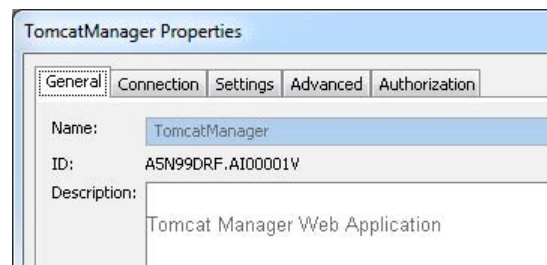 TomcatManager Properties
General Connection Settings Advanced Authorization
Name: TomcatManager
ID: A5N99DRF.AI00001V
Description:
Tomcat Manager Web Application